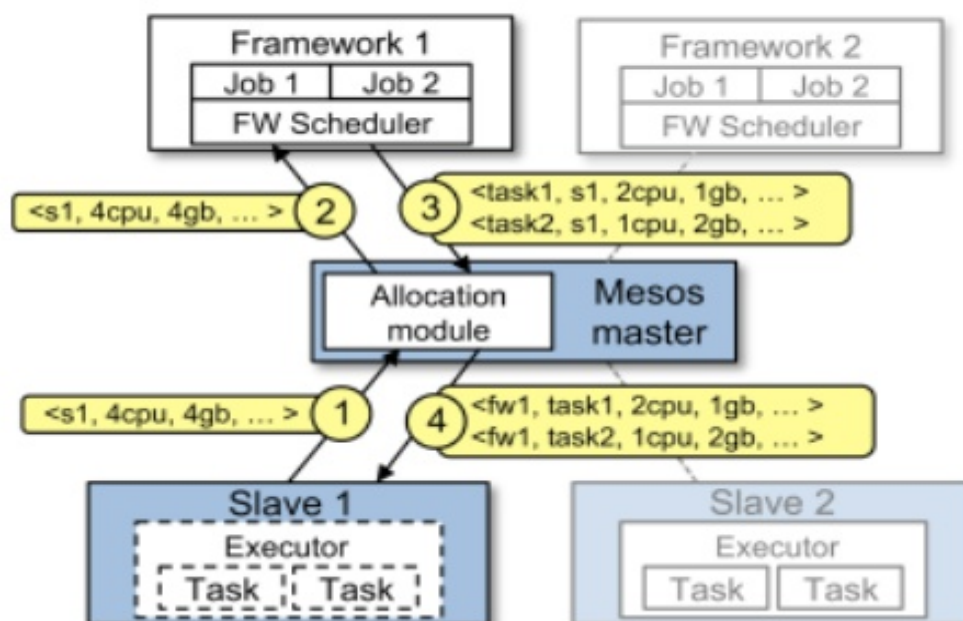 Framework 1
Job 1 Job 2
FW Scheduler
Framework 2
Job 1 Job 2
FW Scheduler
<s1, 4cpu, 4gb, ... >
2
3
<task1, s1, 2cpu, 1gb, ... >
<task2, s1, 1cpu, 2gb, ... >
Allocation
module
Mesos
master
<s1, 4cpu, 4gb, ... >
1
4
<fw1, task1, 2cpu, 1gb, ... >
<fw1, task2, 1cpu, 2gb, ... >
Slave 1
Executor
Task Task
Slave 2
Executor
Task Task